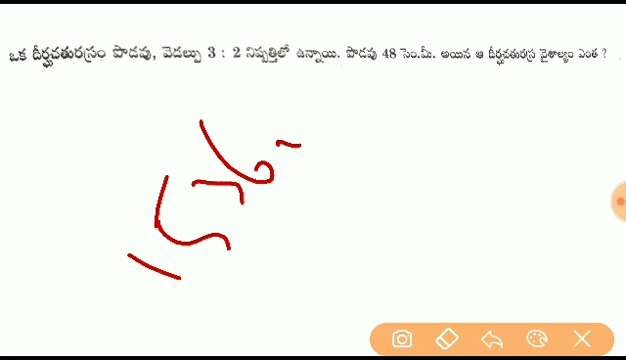 ఒక దీర్ఘచతురస్రం పొడవు, వెడల్పు 3 : 2 నిష్పత్తిలో ఉన్నాయి. పొడవు 48 సెం.మీ. అయిన ఆ దీర్ఘచతురస్ర వైశాల్యం ఎంత ?